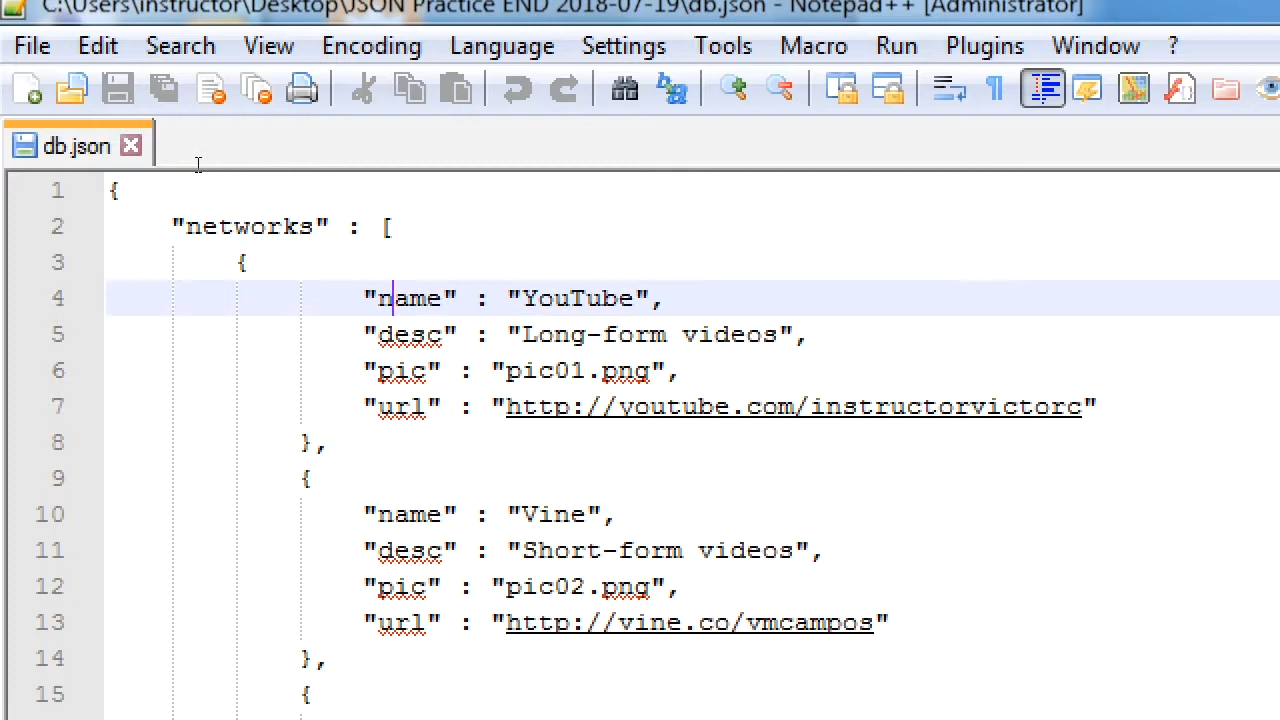 C:\Users\instructor\Desktop\JSON Practice END 2018-07-19\db.json - Notepad++ [Administrator]
File Edit Search View Encoding Language Settings Tools Macro Run Plugins Window ?
db.json
1 {
2 "networks" : [
3 {
4 "name" : "YouTube",
5 "desc" : "Long-form videos",
6 "pic" : "pic01.png",
7 "url" : "http://youtube.com/instructorvictorc"
8 },
9 {
10 "name" : "Vine",
11 "desc" : "Short-form videos",
12 "pic" : "pic02.png",
13 "url" : "http://vine.co/vmcampos"
14 },
15 {